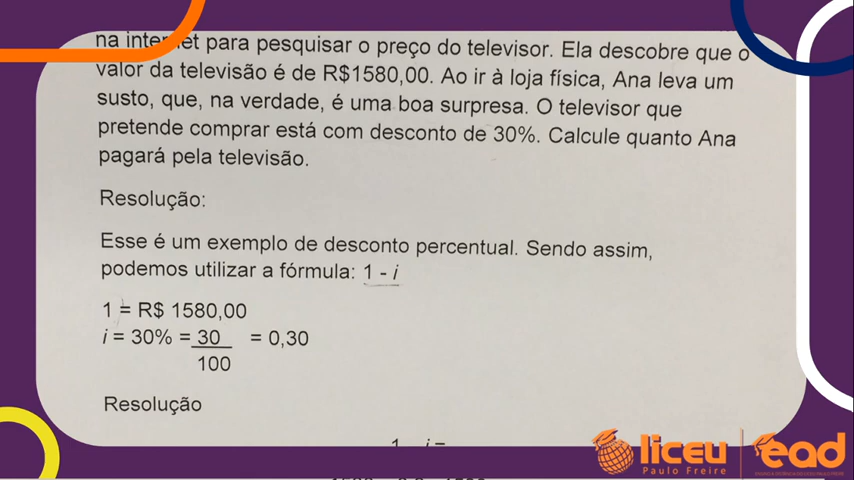 na internet para pesquisar o preço do televisor. Ela descobre que o
valor da televisão é de R$1580,00. Ao ir à loja física, Ana leva um
susto, que, na verdade, é uma boa surpresa. O televisor que
pretende comprar está com desconto de 30%. Calcule quanto Ana
pagará pela televisão.
Resolução:
Esse é um exemplo de desconto percentual. Sendo assim,
podemos utilizar a fórmula: 1 - i
1 = R$ 1580,00
i = 30% = 30 = 0,30
100
Resolução
1 i =
liceu ead
Paulo Freire